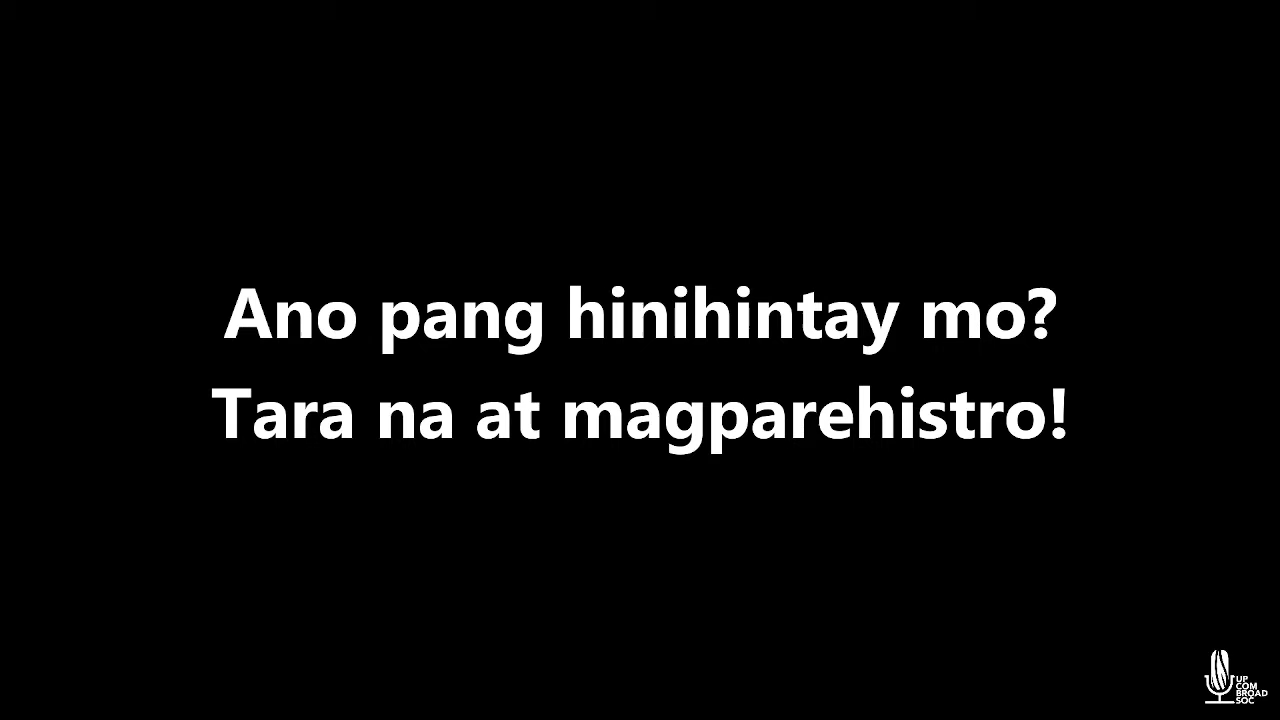 Ano pang hinihintay mo?
Tara na at magparehistro!
UP
COM
BROAD
SOC